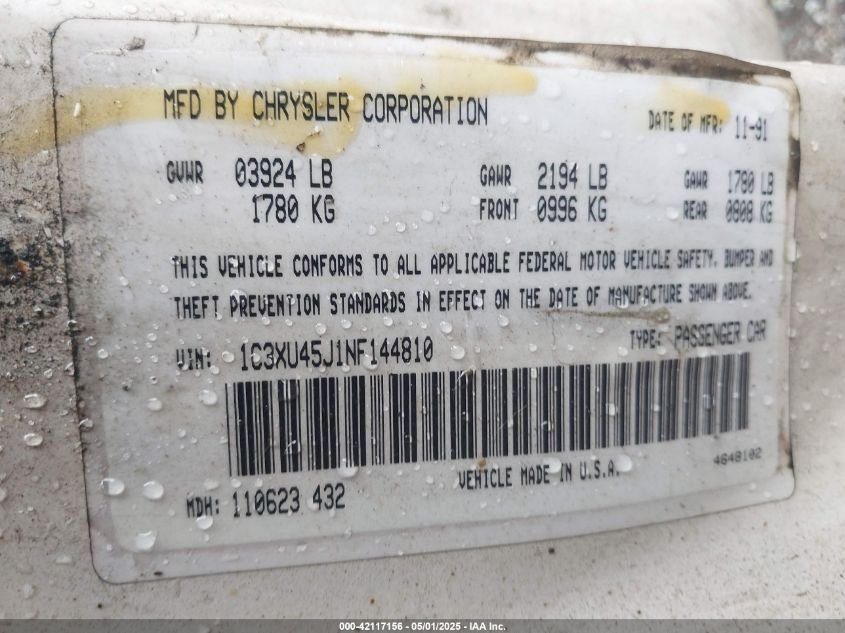 MFD BY CHRYSLER CORPORATION DATE OF MFR: 11-91
GVWR 03924 LB GAWR 2194 LB GAWR 1780 LB
1780 KG FRONT 0996 KG REAR 0808 KG
THIS VEHICLE CONFORMS TO ALL APPLICABLE FEDERAL MOTOR VEHICLE SAFETY, BUMPER AND
THEFT PREVENTION STANDARDS IN EFFECT ON THE DATE OF MANUFACTURE SHOWN ABOVE.
VIN: 1C3XU45J1NF144810 TYPE: PASSENGER CAR
4648102
MDH: 110623 432 VEHICLE MADE IN U.S.A.
000-42117156 - 05/01/2025 - IAA Inc.